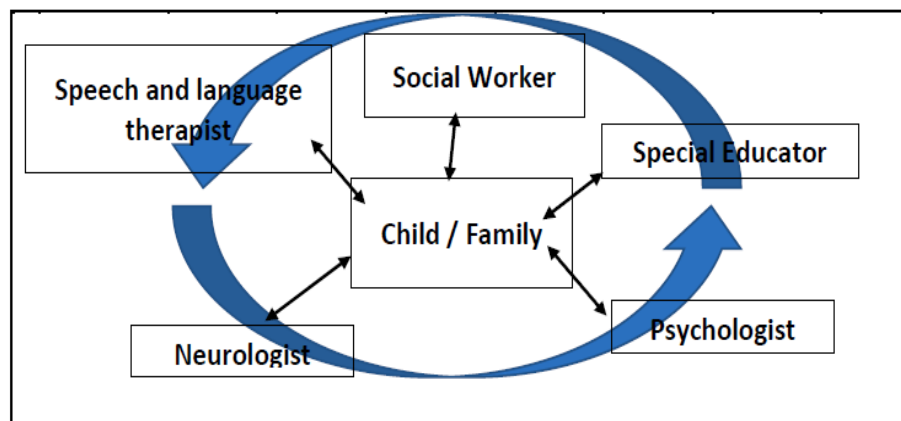 Speech and language
therapist
Social Worker
Special Educator
Child / Family
Neurologist
Psychologist